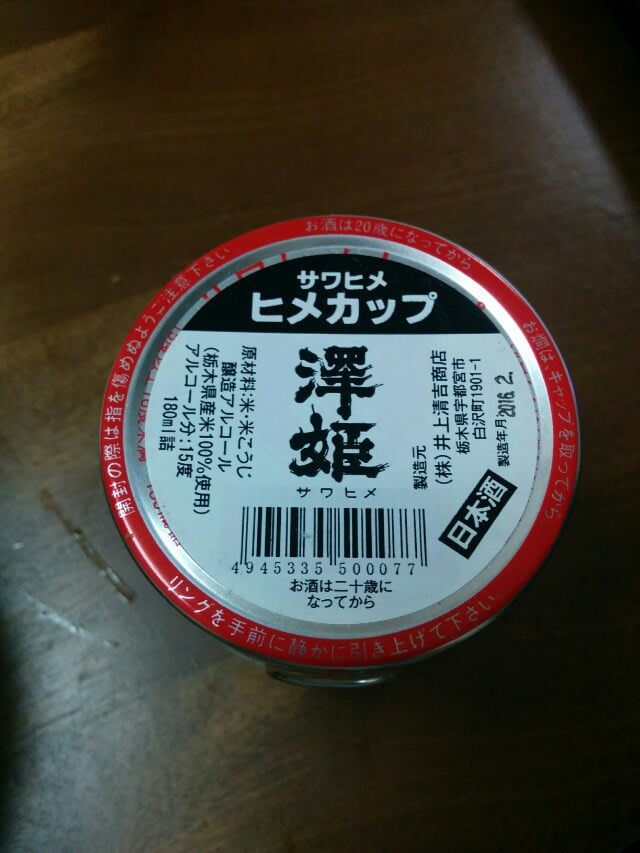 お酒は20歳になってから
お燗は キャップを取ってから
開封の際は指を傷めぬようご注意下さい
リングを手前に静かに引き上げて下さい
サワヒメ
ヒメカップ
澤姫
サワヒメ
原材料:米・米こうじ
醸造アルコール
(栃木県産米100%使用)
アルコール分:15度
180ml詰
製造元
(株)井上清吉商店
栃木県宇都宮市
白沢町1901-1
製造年月2016.2.
日本酒
4945335500077
お酒は二十歳に
なってから